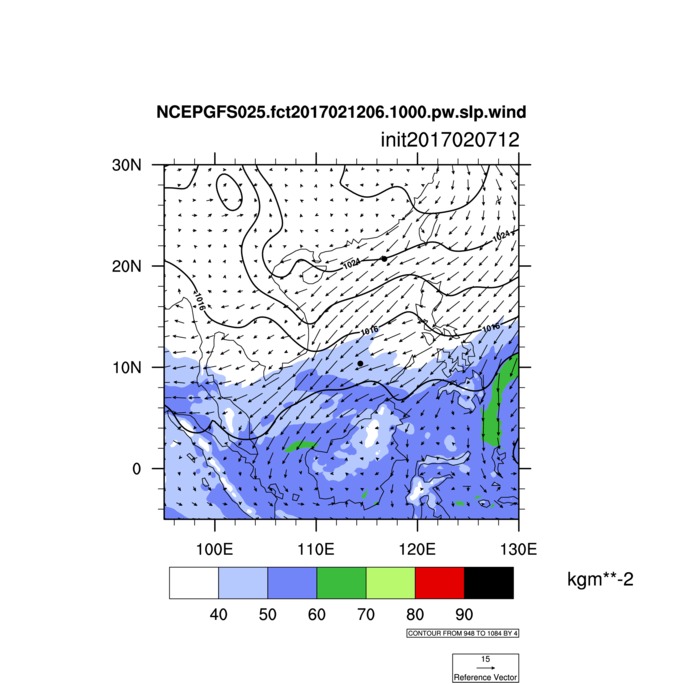 NCEPGFS025.fct2017021206.1000.pw.slp.wind
init2017020712
30N
20N
10N
0
100E
110E
120E
130E
1024
1024
1016
1016
1016
40
50
60
70
80
90
kgm**-2
CONTOUR FROM 948 TO 1084 BY 4
15
Reference Vector